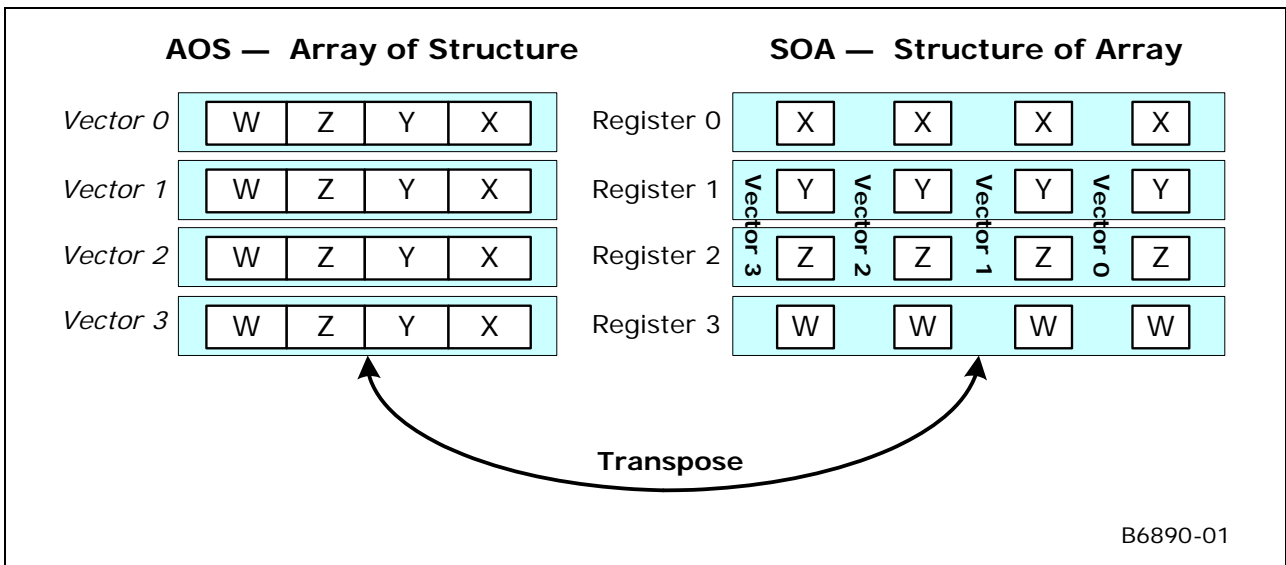 AOS — Array of Structure
Vector 0 W Z Y X
Vector 1 W Z Y X
Vector 2 W Z Y X
Vector 3 W Z Y X
SOA — Structure of Array
Register 0 X X X X
Register 1 Y Y Y Y
Register 2 Z Z Z Z
Register 3 W W W W
Vector 3
Vector 2
Vector 1
Vector 0
Transpose
B6890-01